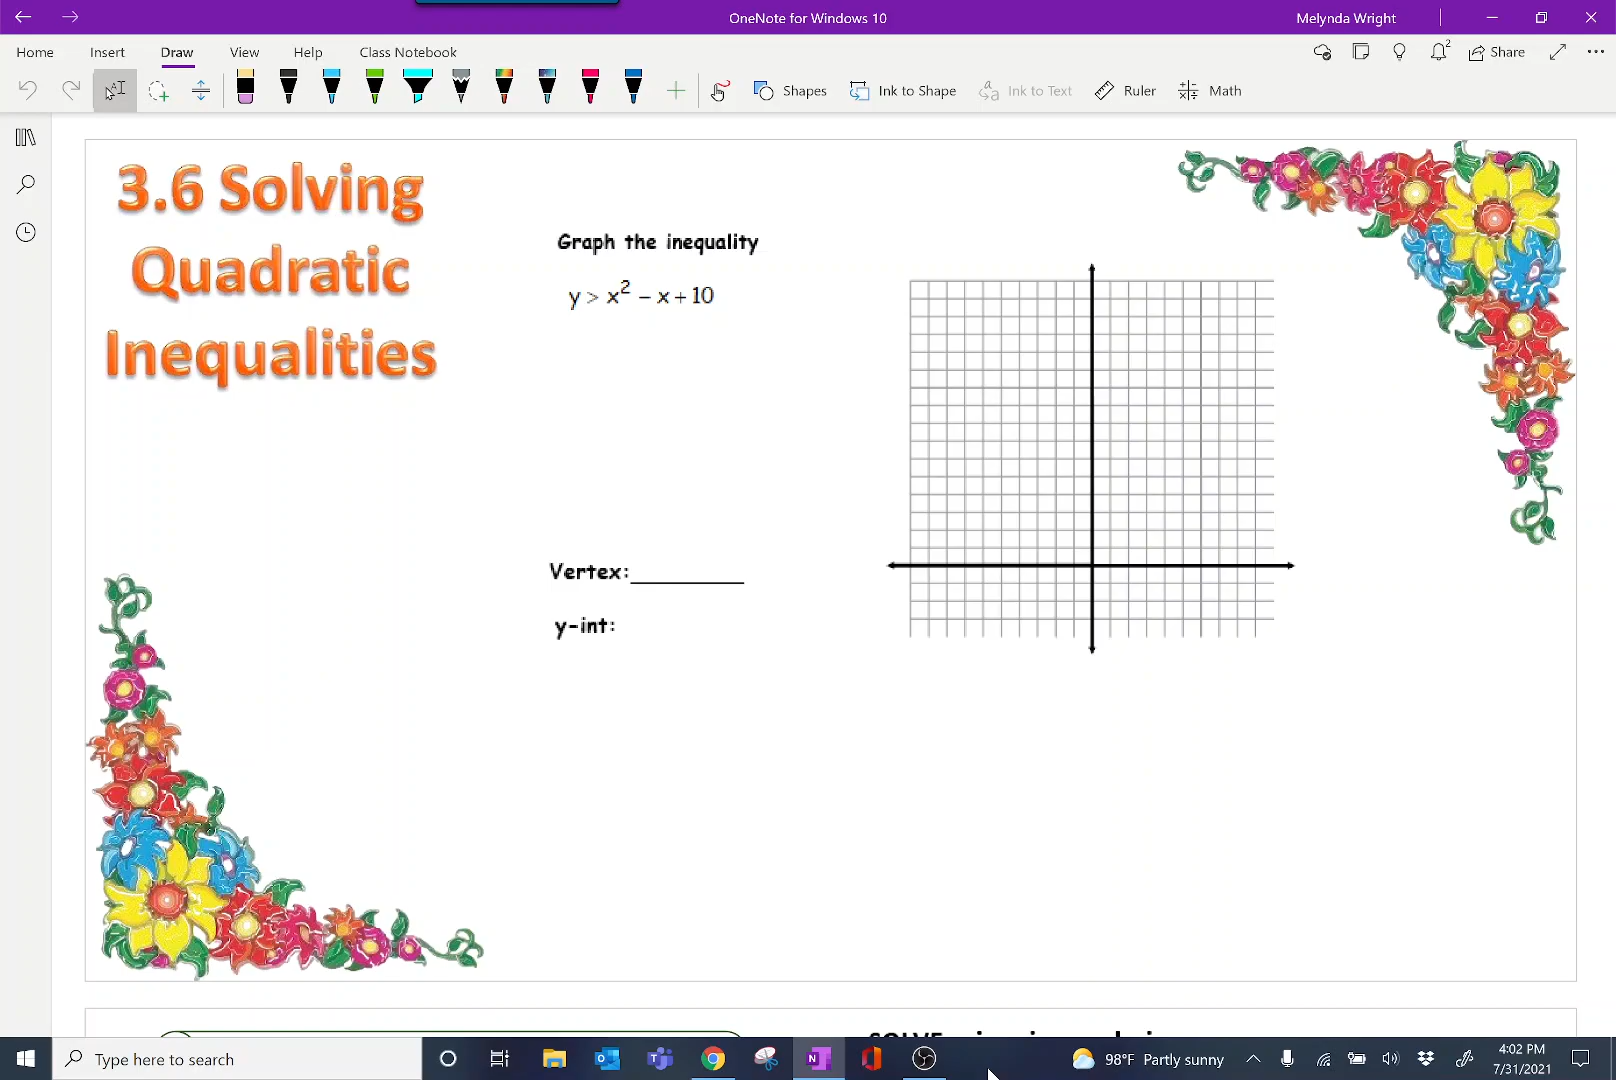 OneNote for Windows 10
Melynda Wright
Home
Insert
Draw
View
Help
Class Notebook
2
Share
Shapes
Ink to Shape
Ink to Text
Ruler
Math
3.6 Solving
Quadratic
Inequalities
Graph the inequality
y > x² − x + 10
Vertex:
y-int:
Type here to search
98°F Partly sunny
4:02 PM
7/31/2021